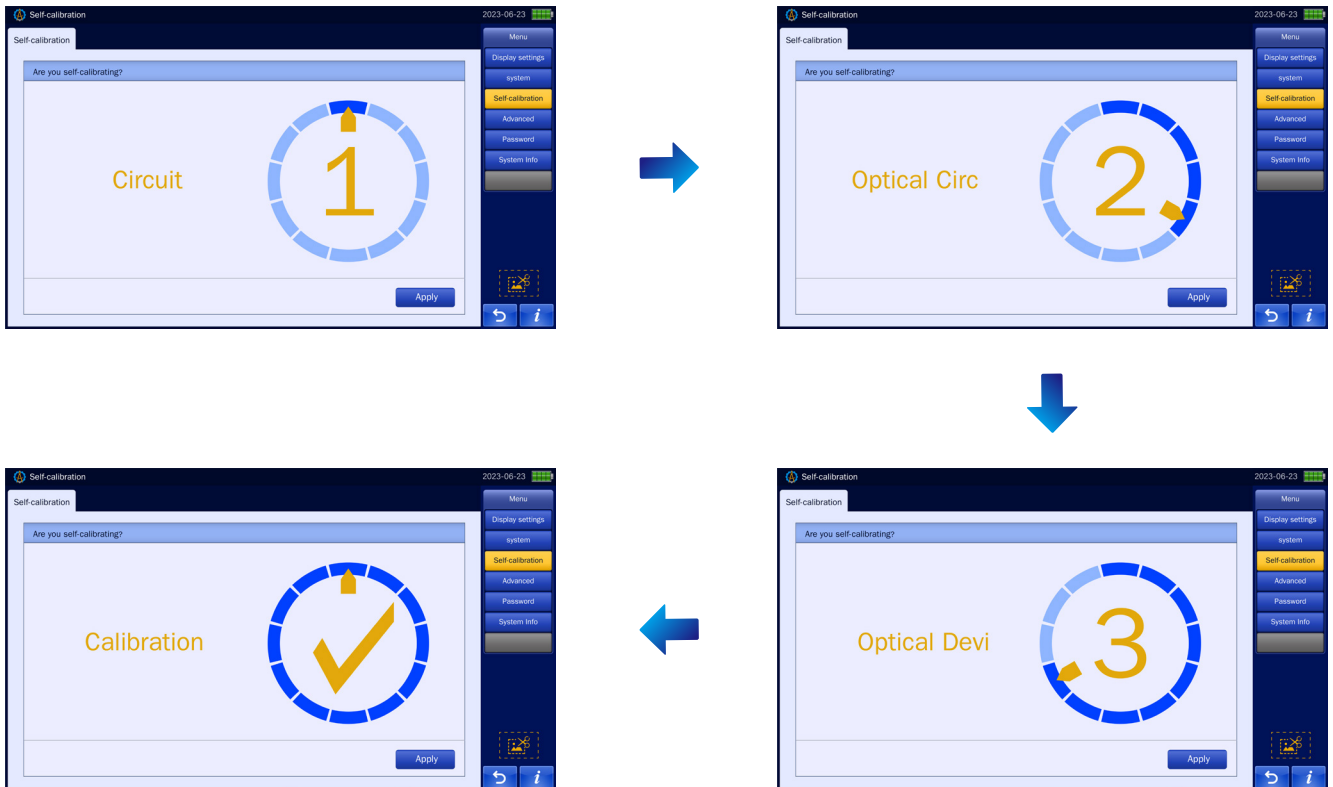 Self-calibration 2023-06-23
Self-calibration
Menu
Display settings
system
Self-calibration
Advanced
Password
System Info
Are you self-calibrating?
Circuit
1
Apply
i
Self-calibration 2023-06-23
Self-calibration
Menu
Display settings
system
Self-calibration
Advanced
Password
System Info
Are you self-calibrating?
Optical Circ
2
Apply
i
Self-calibration 2023-06-23
Self-calibration
Menu
Display settings
system
Self-calibration
Advanced
Password
System Info
Are you self-calibrating?
Calibration
Apply
i
Self-calibration 2023-06-23
Self-calibration
Menu
Display settings
system
Self-calibration
Advanced
Password
System Info
Are you self-calibrating?
Optical Devi
3
Apply
i